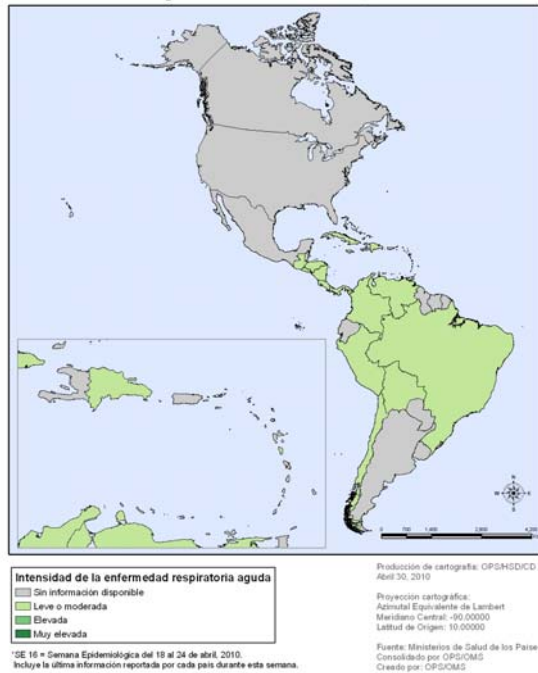 Intensidad de la enfermedad respiratoria aguda
Sin información disponible
Leve o moderada
Elevada
Muy elevada
*SE 16 = Semana Epidemiológica del 18 al 24 de abril, 2010.
Incluye la última información reportada por cada país durante esta semana.
Producción de cartografía: OPS/HSD/CD
Abril 30, 2010
Proyección cartográfica:
Azimutal Equivalente de Lambert
Meridiano Central: -90.00000
Latitud de Origen: 10.00000
Fuente: Ministerios de Salud de los Paise
Consolidado por OPS/OMS
Creado por: OPS/OMS
N
W
E
S
0